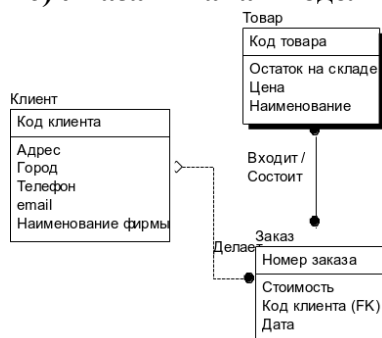 Товар
Код товара
Остаток на складе
Цена
Наименование
Клиент
Код клиента
Адрес
Город
Телефон
email
Наименование фирмы
Входит /
Состоит
Делает
Заказ
Номер заказа
Стоимость
Код клиента (FK)
Дата